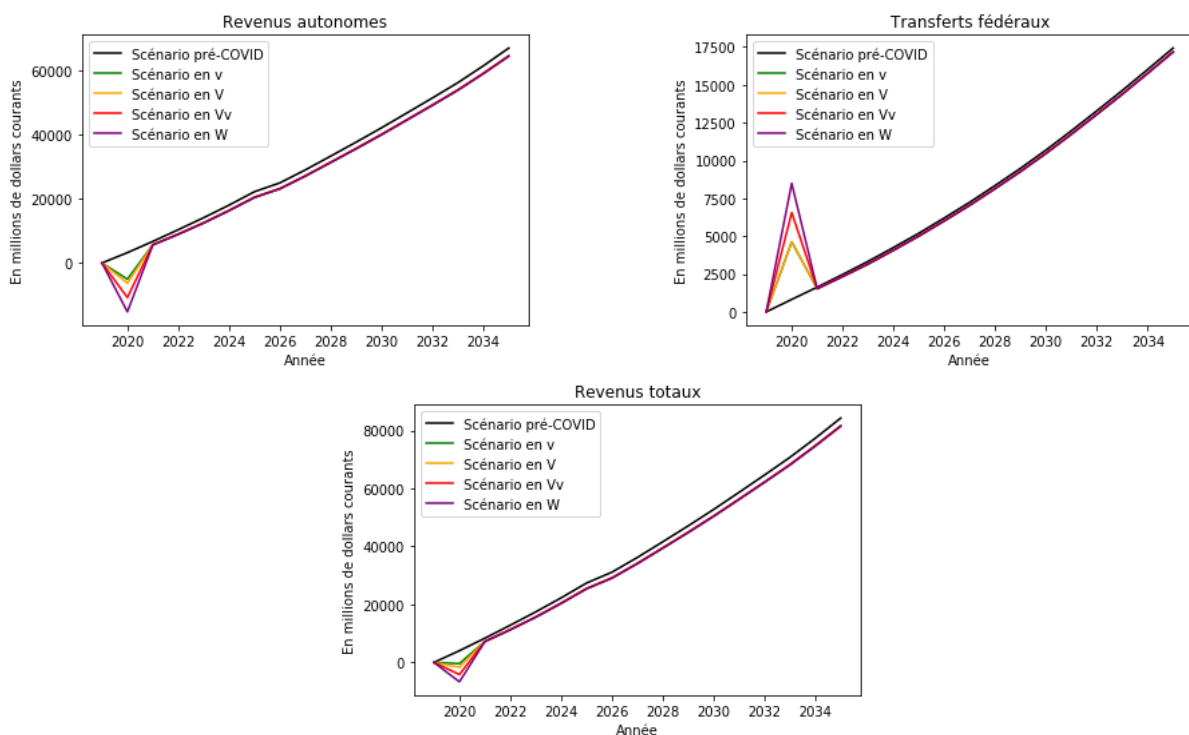 Revenus autonomes
En millions de dollars courants
60000
40000
20000
0
Scénario pré-COVID
Scénario en v
Scénario en V
Scénario en Vv
Scénario en W
2020 2022 2024 2026 2028 2030 2032 2034
Année
Transferts fédéraux
En millions de dollars courants
17500
15000
12500
10000
7500
5000
2500
0
Scénario pré-COVID
Scénario en v
Scénario en V
Scénario en Vv
Scénario en W
2020 2022 2024 2026 2028 2030 2032 2034
Année
Revenus totaux
En millions de dollars courants
80000
60000
40000
20000
0
Scénario pré-COVID
Scénario en v
Scénario en V
Scénario en Vv
Scénario en W
2020 2022 2024 2026 2028 2030 2032 2034
Année